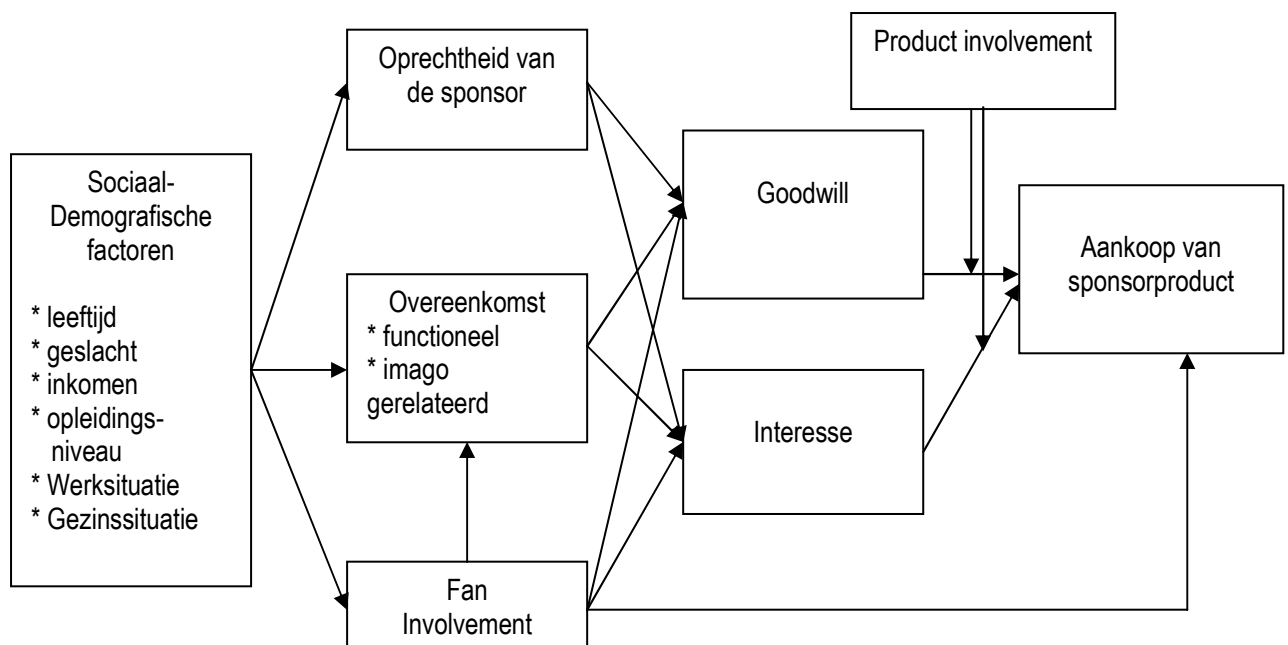 Sociaal-
Demografische
factoren
* leeftijd
* geslacht
* inkomen
* opleidings-
niveau
* Werksituatie
* Gezinssituatie
Oprechtheid van
de sponsor
Overeenkomst
* functioneel
* imago
gerelateerd
Fan
Involvement
Goodwill
Interesse
Product involvement
Aankoop van
sponsorproduct